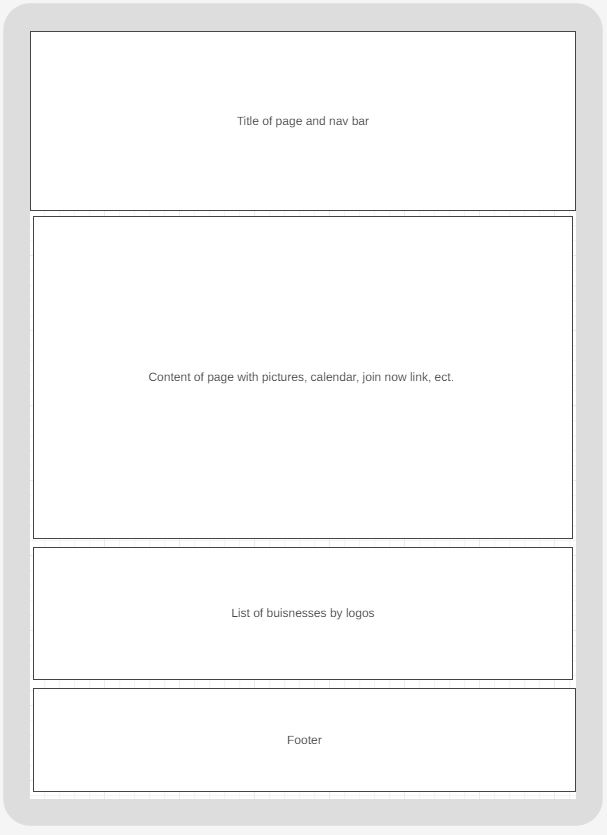 Title of page and nav bar
Content of page with pictures, calendar, join now link, ect.
List of buisnesses by logos
Footer